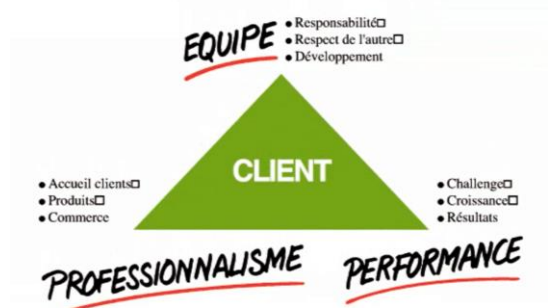 EQUIPE
• Responsabilité□
• Respect de l'autre□
• Développement
CLIENT
• Accueil clients□
• Produits□
• Commerce
• Challenge□
• Croissance□
• Résultats
PROFESSIONNALISME
PERFORMANCE